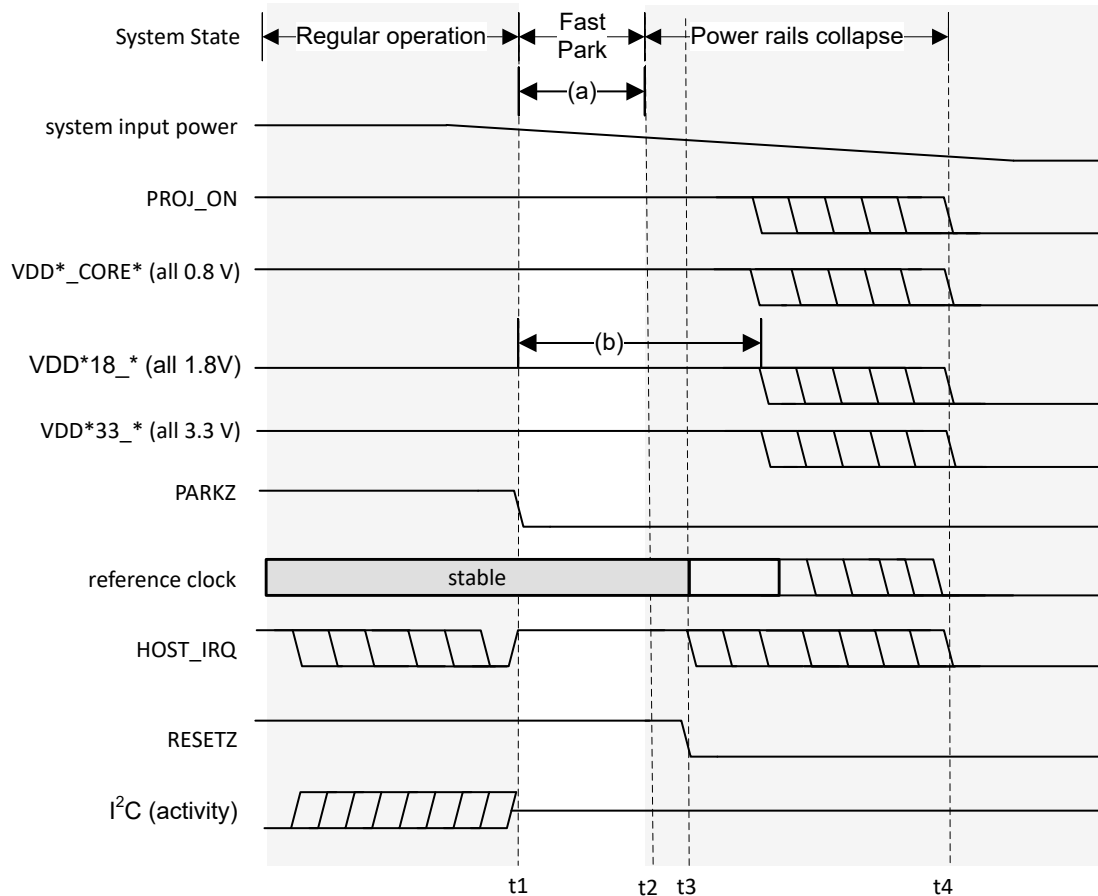 System State
Regular operation
Fast
Park
Power rails collapse
(a)
system input power
PROJ_ON
VDD*_CORE* (all 0.8 V)
(b)
VDD*18_* (all 1.8V)
VDD*33_* (all 3.3 V)
PARKZ
reference clock
stable
HOST_IRQ
RESETZ
I²C (activity)
t1
t2
t3
t4